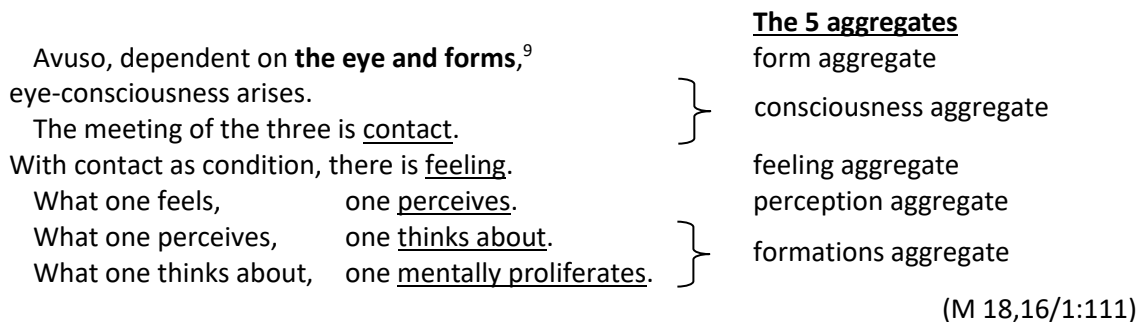 The 5 aggregates
Avuso, dependent on the eye and forms,9 form aggregate
eye-consciousness arises.
consciousness aggregate
The meeting of the three is contact.
With contact as condition, there is feeling. feeling aggregate
What one feels, one perceives. perception aggregate
What one perceives, one thinks about.
formations aggregate
What one thinks about, one mentally proliferates.
(M 18,16/1:111)